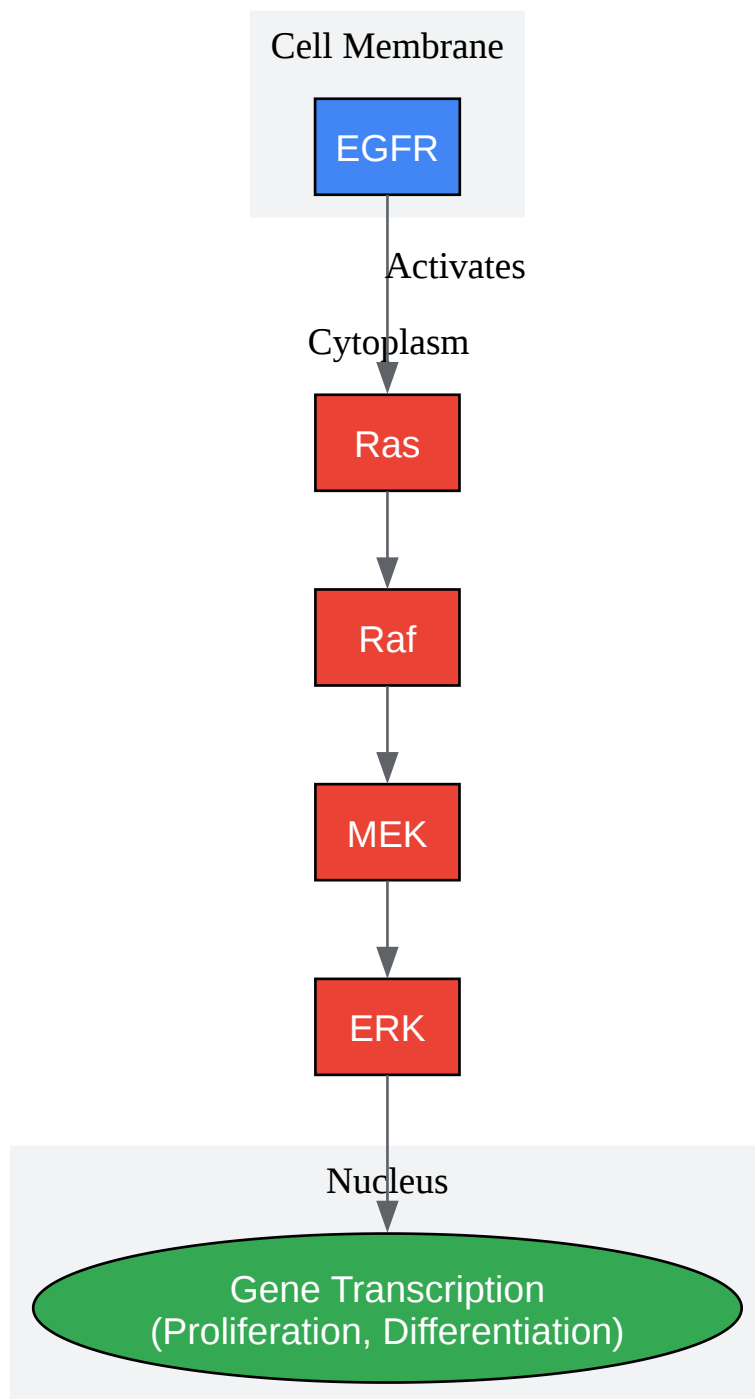 Cell Membrane
EGFR
Activates
Cytoplasm
Ras
Raf
MEK
ERK
Nucleus
Gene Transcription
(Proliferation, Differentiation)